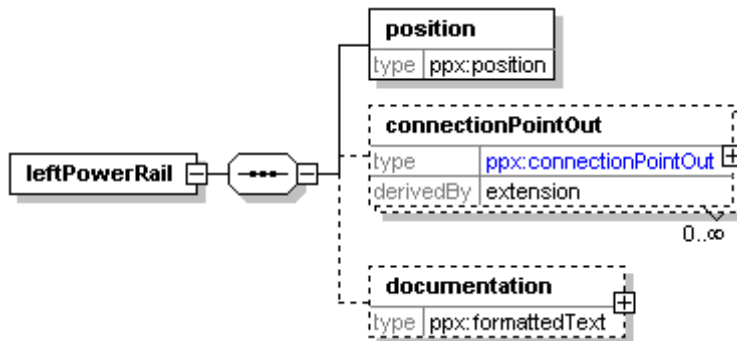 position
type ppx:position
connectionPointOut
leftPowerRail
type ppx:connectionPointOut
derivedBy extension
0..∞
documentation
type ppx:formattedText